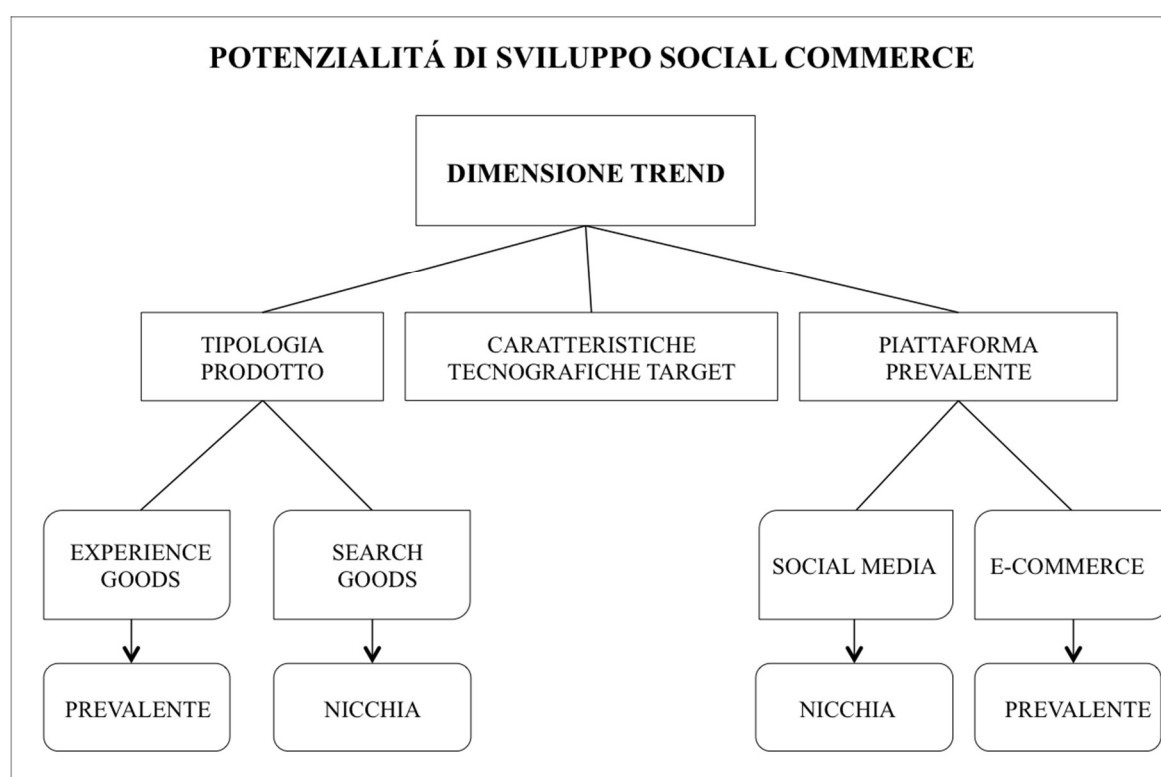 POTENZIALITÁ DI SVILUPPO SOCIAL COMMERCE
DIMENSIONE TREND
TIPOLOGIA
PRODOTTO
CARATTERISTICHE
TECNOGRAFICHE TARGET
PIATTAFORMA
PREVALENTE
EXPERIENCE
GOODS
SEARCH
GOODS
SOCIAL MEDIA
E-COMMERCE
PREVALENTE
NICCHIA
NICCHIA
PREVALENTE